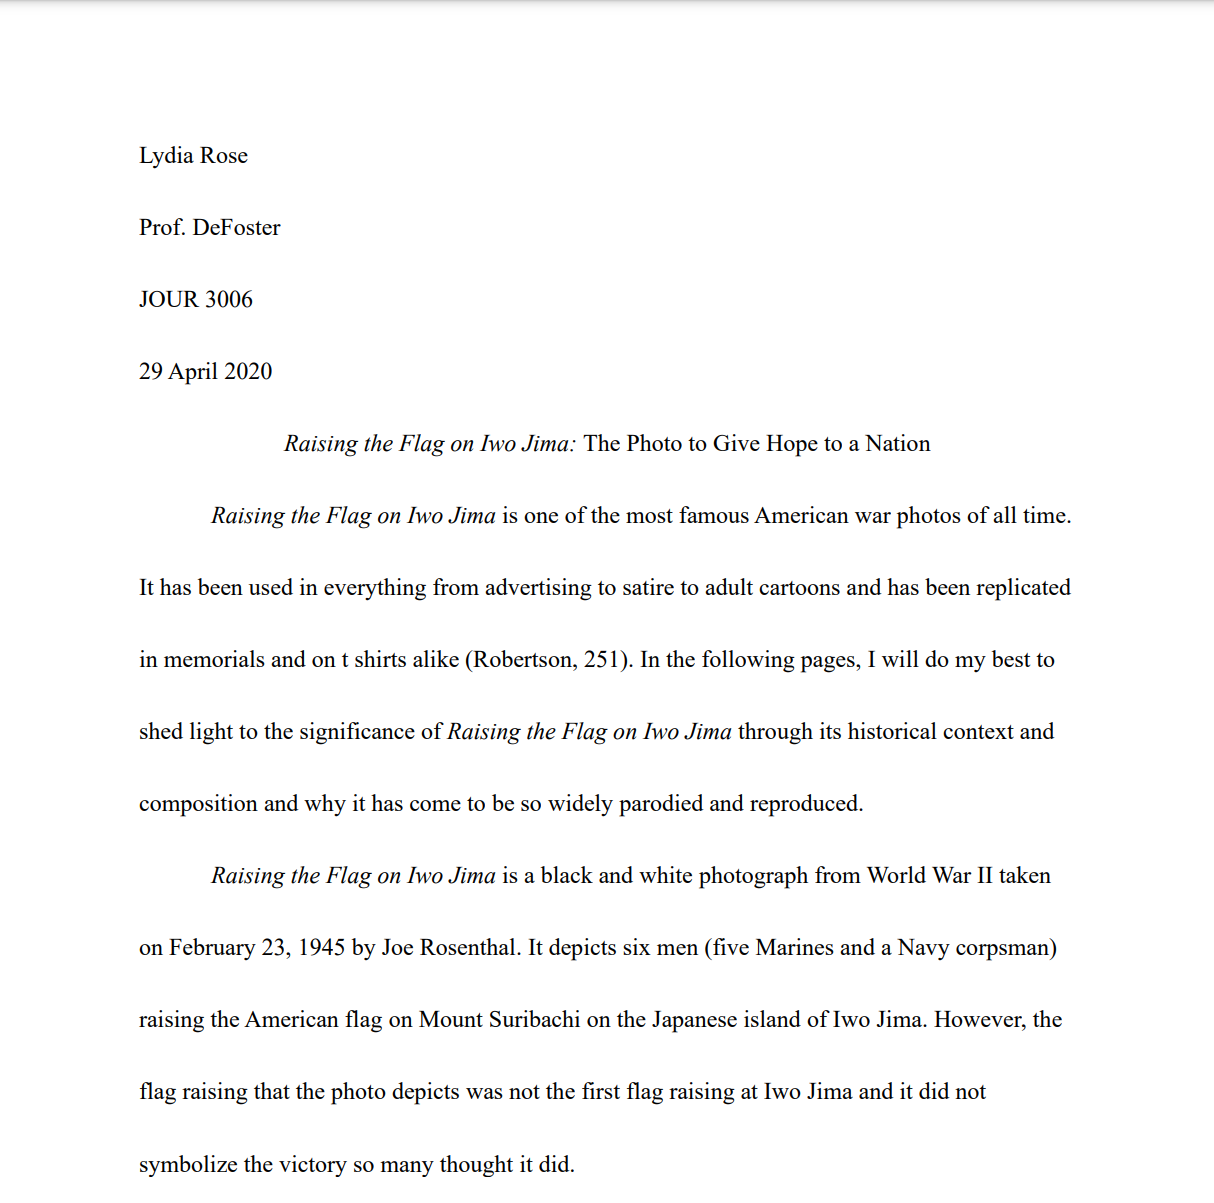 Lydia Rose
Prof. DeFoster
JOUR 3006
29 April 2020
Raising the Flag on Iwo Jima: The Photo to Give Hope to a Nation
Raising the Flag on Iwo Jima is one of the most famous American war photos of all time.
It has been used in everything from advertising to satire to adult cartoons and has been replicated
in memorials and on t shirts alike (Robertson, 251). In the following pages, I will do my best to
shed light to the significance of Raising the Flag on Iwo Jima through its historical context and
composition and why it has come to be so widely parodied and reproduced.
Raising the Flag on Iwo Jima is a black and white photograph from World War II taken
on February 23, 1945 by Joe Rosenthal. It depicts six men (five Marines and a Navy corpsman)
raising the American flag on Mount Suribachi on the Japanese island of Iwo Jima. However, the
flag raising that the photo depicts was not the first flag raising at Iwo Jima and it did not
symbolize the victory so many thought it did.